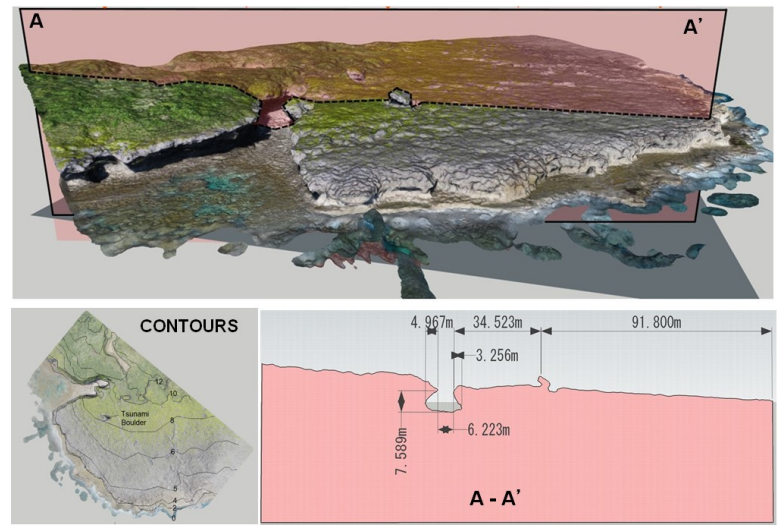 A
A'
CONTOURS
12
10
Tsunami
Boulder
8
6
5
4
2
0
4.967m
34.523m
91.800m
3.256m
6.223m
7.589m
A - A'